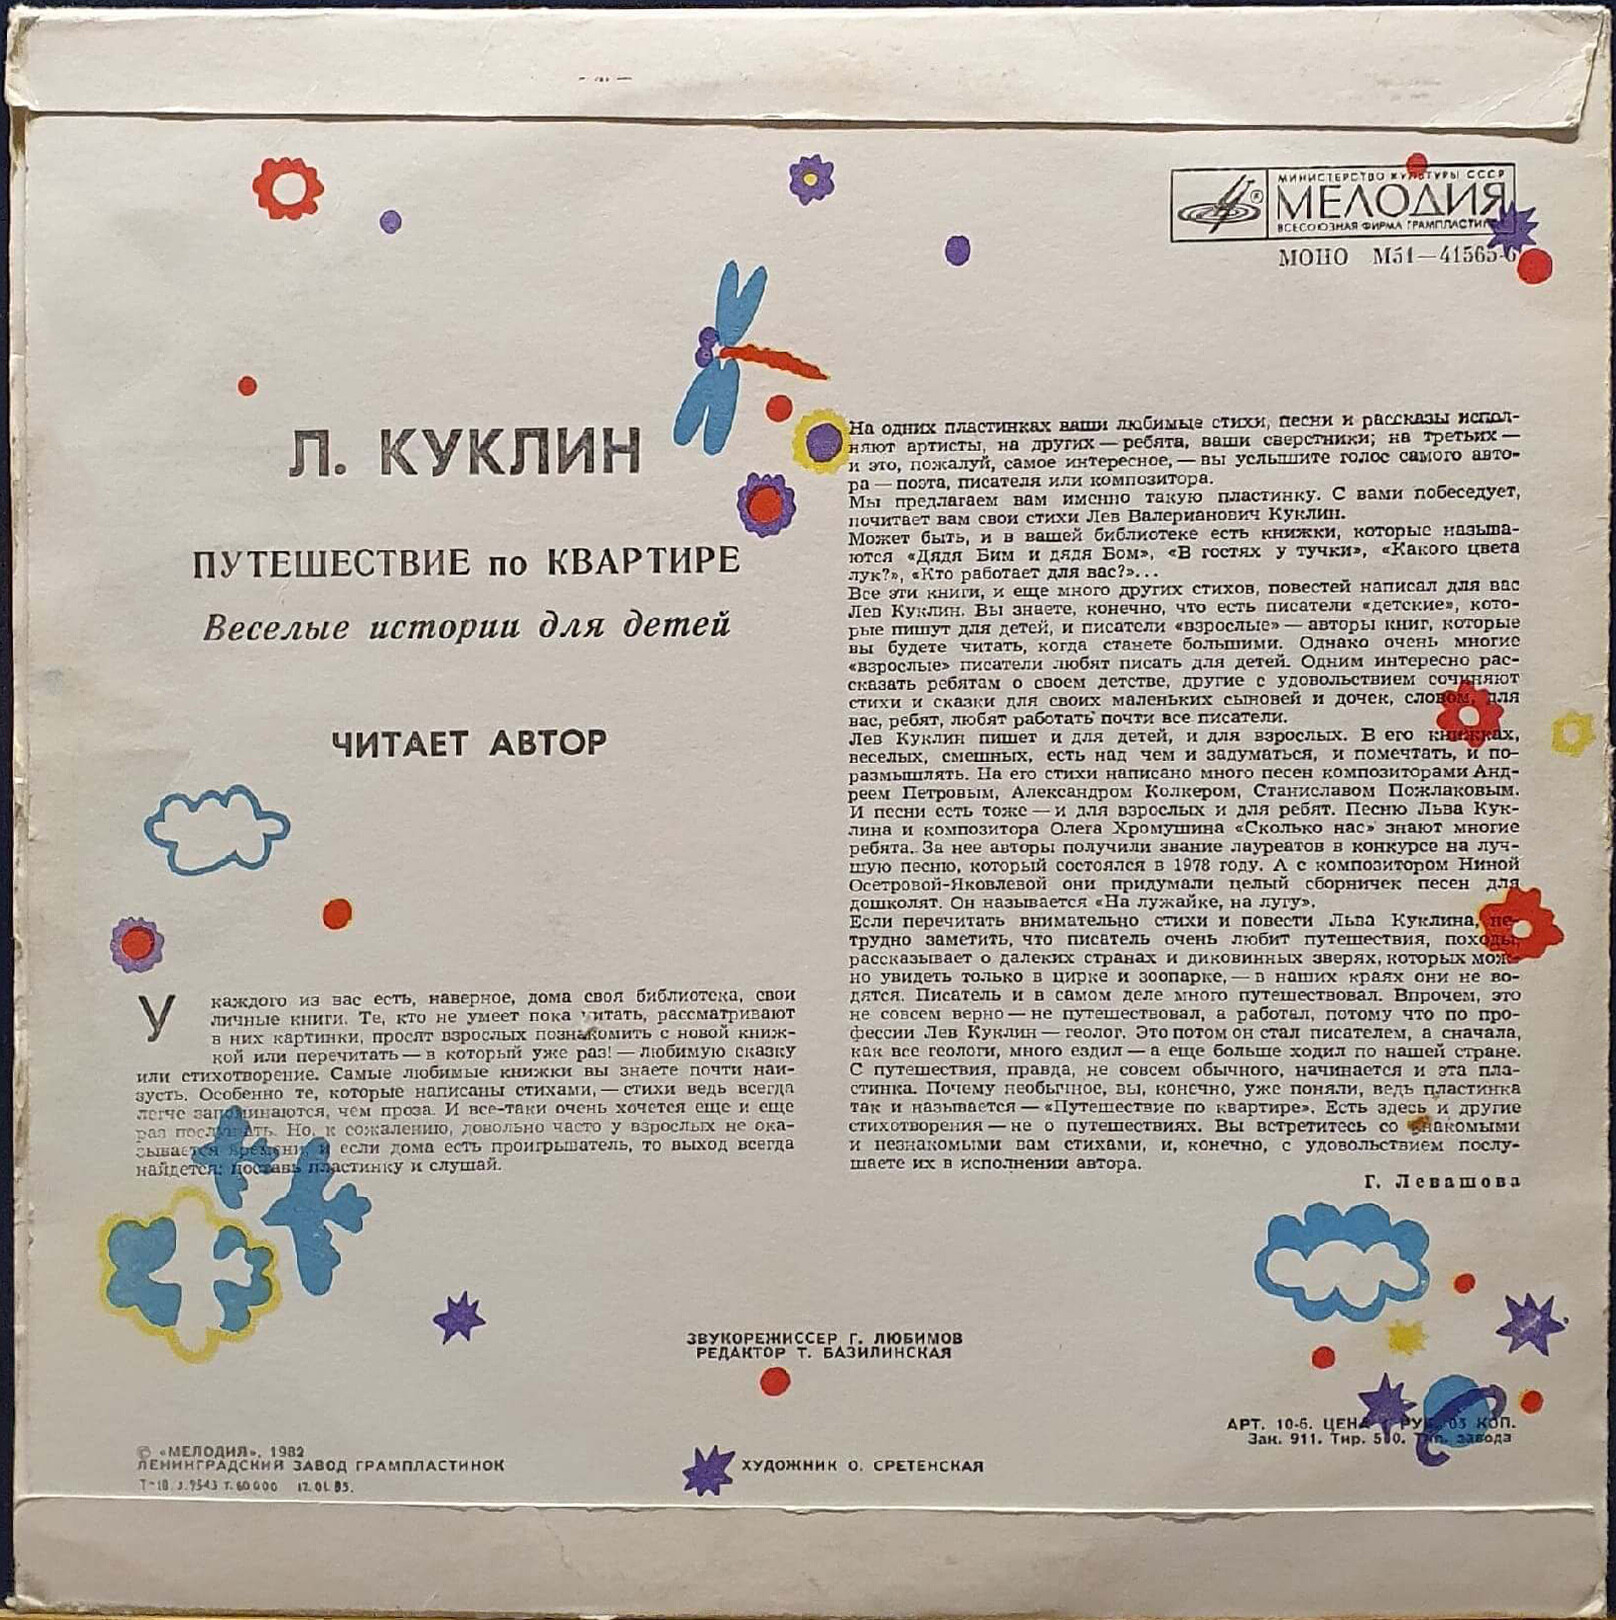 МИНИСТЕРСТВО КУЛЬТУРЫ СССР
МЕЛОДИЯ
ВСЕСОЮЗНАЯ ФИРМА ГРАМПЛАСТИНОК
МОНО М51—41565-6
Л. КУКЛИН
ПУТЕШЕСТВИЕ по КВАРТИРЕ
Веселые истории для детей
ЧИТАЕТ АВТОР
У каждого из вас есть, наверное, дома своя библиотека, свои
личные книги. Те, кто не умеет пока читать, рассматривают
в них картинки, просят взрослых познакомить с новой книж-
кой или перечитать — в который уже раз! — любимую сказку
или стихотворение. Самые любимые книжки вы знаете почти наи-
зусть. Особенно те, которые написаны стихами, — стихи ведь всегда
легче запоминаются, чем проза. И все-таки очень хочется еще и еще
раз послушать. Но, к сожалению, довольно часто у взрослых не ока-
зывается времени, и если дома есть проигрыватель, то выход всегда
найдется: поставь пластинку и слушай.
На одних пластинках ваши любимые стихи, песни и рассказы испол-
няют артисты, на других — ребята, ваши сверстники; на третьих —
и это, пожалуй, самое интересное, — вы услышите голос самого авто-
ра — поэта, писателя или композитора.
Мы предлагаем вам именно такую пластинку. С вами побеседует,
почитает вам свои стихи Лев Валерианович Куклин.
Может быть, и в вашей библиотеке есть книжки, которые называ-
ются «Дядя Бим и дядя Бом», «В гостях у тучки», «Какого цвета
лук?», «Кто работает для вас?»...
Все эти книги, и еще много других стихов, повестей написал для вас
Лев Куклин. Вы знаете, конечно, что есть писатели «детские», кото-
рые пишут для детей, и писатели «взрослые» — авторы книг, которые
вы будете читать, когда станете большими. Однако очень многие
«взрослые» писатели любят писать для детей. Одним интересно рас-
сказать ребятам о своем детстве, другие с удовольствием сочиняют
стихи и сказки для своих маленьких сыновей и дочек, словом, для
вас, ребят, любят работать почти все писатели.
Лев Куклин пишет и для детей, и для взрослых. В его книжках,
веселых, смешных, есть над чем и задуматься, и помечтать, и по-
размышлять. На его стихи написано много песен композиторами Анд-
реем Петровым, Александром Колкером, Станиславом Пожлаковым.
И песни есть тоже — и для взрослых и для ребят. Песню Льва Кук-
лина и композитора Олега Хромушина «Сколько нас» знают многие
ребята. За нее авторы получили звание лауреатов в конкурсе на луч-
шую песню, который состоялся в 1978 году. А с композитором Ниной
Осетровой-Яковлевой они придумали целый сборничек песен для
дошколят. Он называется «На лужайке, на лугу».
Если перечитать внимательно стихи и повести Льва Куклина, не-
трудно заметить, что писатель очень любит путешествия, походы,
рассказывает о далеких странах и диковинных зверях, которых мож-
но увидеть только в цирке и зоопарке, — в наших краях они не во-
дятся. Писатель и в самом деле много путешествовал. Впрочем, это
не совсем верно — не путешествовал, а работал, потому что по про-
фессии Лев Куклин — геолог. Это потом он стал писателем, а сначала,
как все геологи, много ездил — а еще больше ходил по нашей стране.
С путешествия, правда, не совсем обычного, начинается и эта пла-
стинка. Почему необычное, вы, конечно, уже поняли, ведь пластинка
так и называется — «Путешествие по квартире». Есть здесь и другие
стихотворения — не о путешествиях. Вы встретитесь со знакомыми
и незнакомыми вам стихами, и, конечно, с удовольствием послу-
шаете их в исполнении автора.
Г. Левашова
ЗВУКОРЕЖИССЕР Г. ЛЮБИМОВ
РЕДАКТОР Т. БАЗИЛИНСКАЯ
АРТ. 10-6. ЦЕНА 1 РУБ. 03 КОП.
Зак. 911. Тир. 500. Тип. завода
© «МЕЛОДИЯ», 1982
ЛЕНИНГРАДСКИЙ ЗАВОД ГРАМПЛАСТИНОК
Т-10 З.9543 Т.60000 17.01.85.
ХУДОЖНИК О. СРЕТЕНСКАЯ